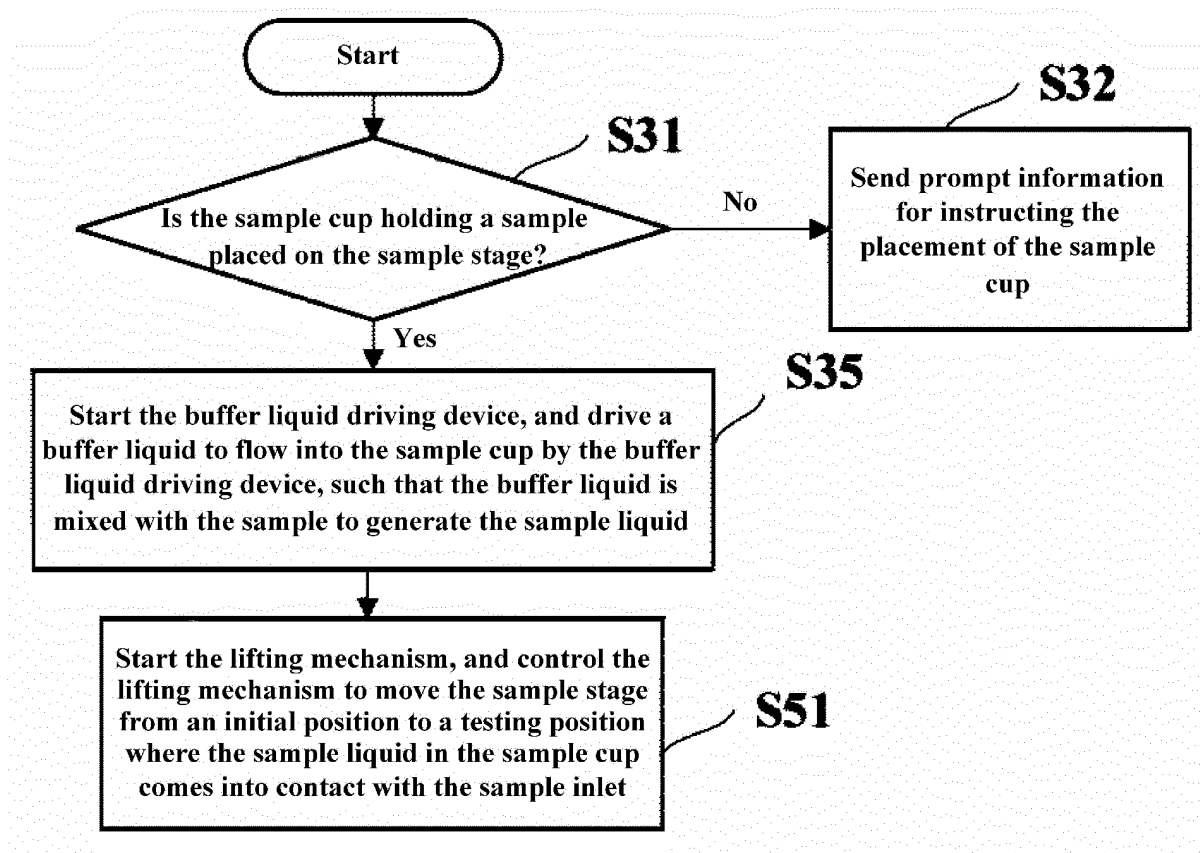 Start
S31
S32
Is the sample cup holding a sample
placed on the sample stage?
No
Send prompt information
for instructing the
placement of the sample
cup
Yes
S35
Start the buffer liquid driving device, and drive a
buffer liquid to flow into the sample cup by the buffer
liquid driving device, such that the buffer liquid is
mixed with the sample to generate the sample liquid
Start the lifting mechanism, and control the
lifting mechanism to move the sample stage
from an initial position to a testing position
where the sample liquid in the sample cup
comes into contact with the sample inlet
S51